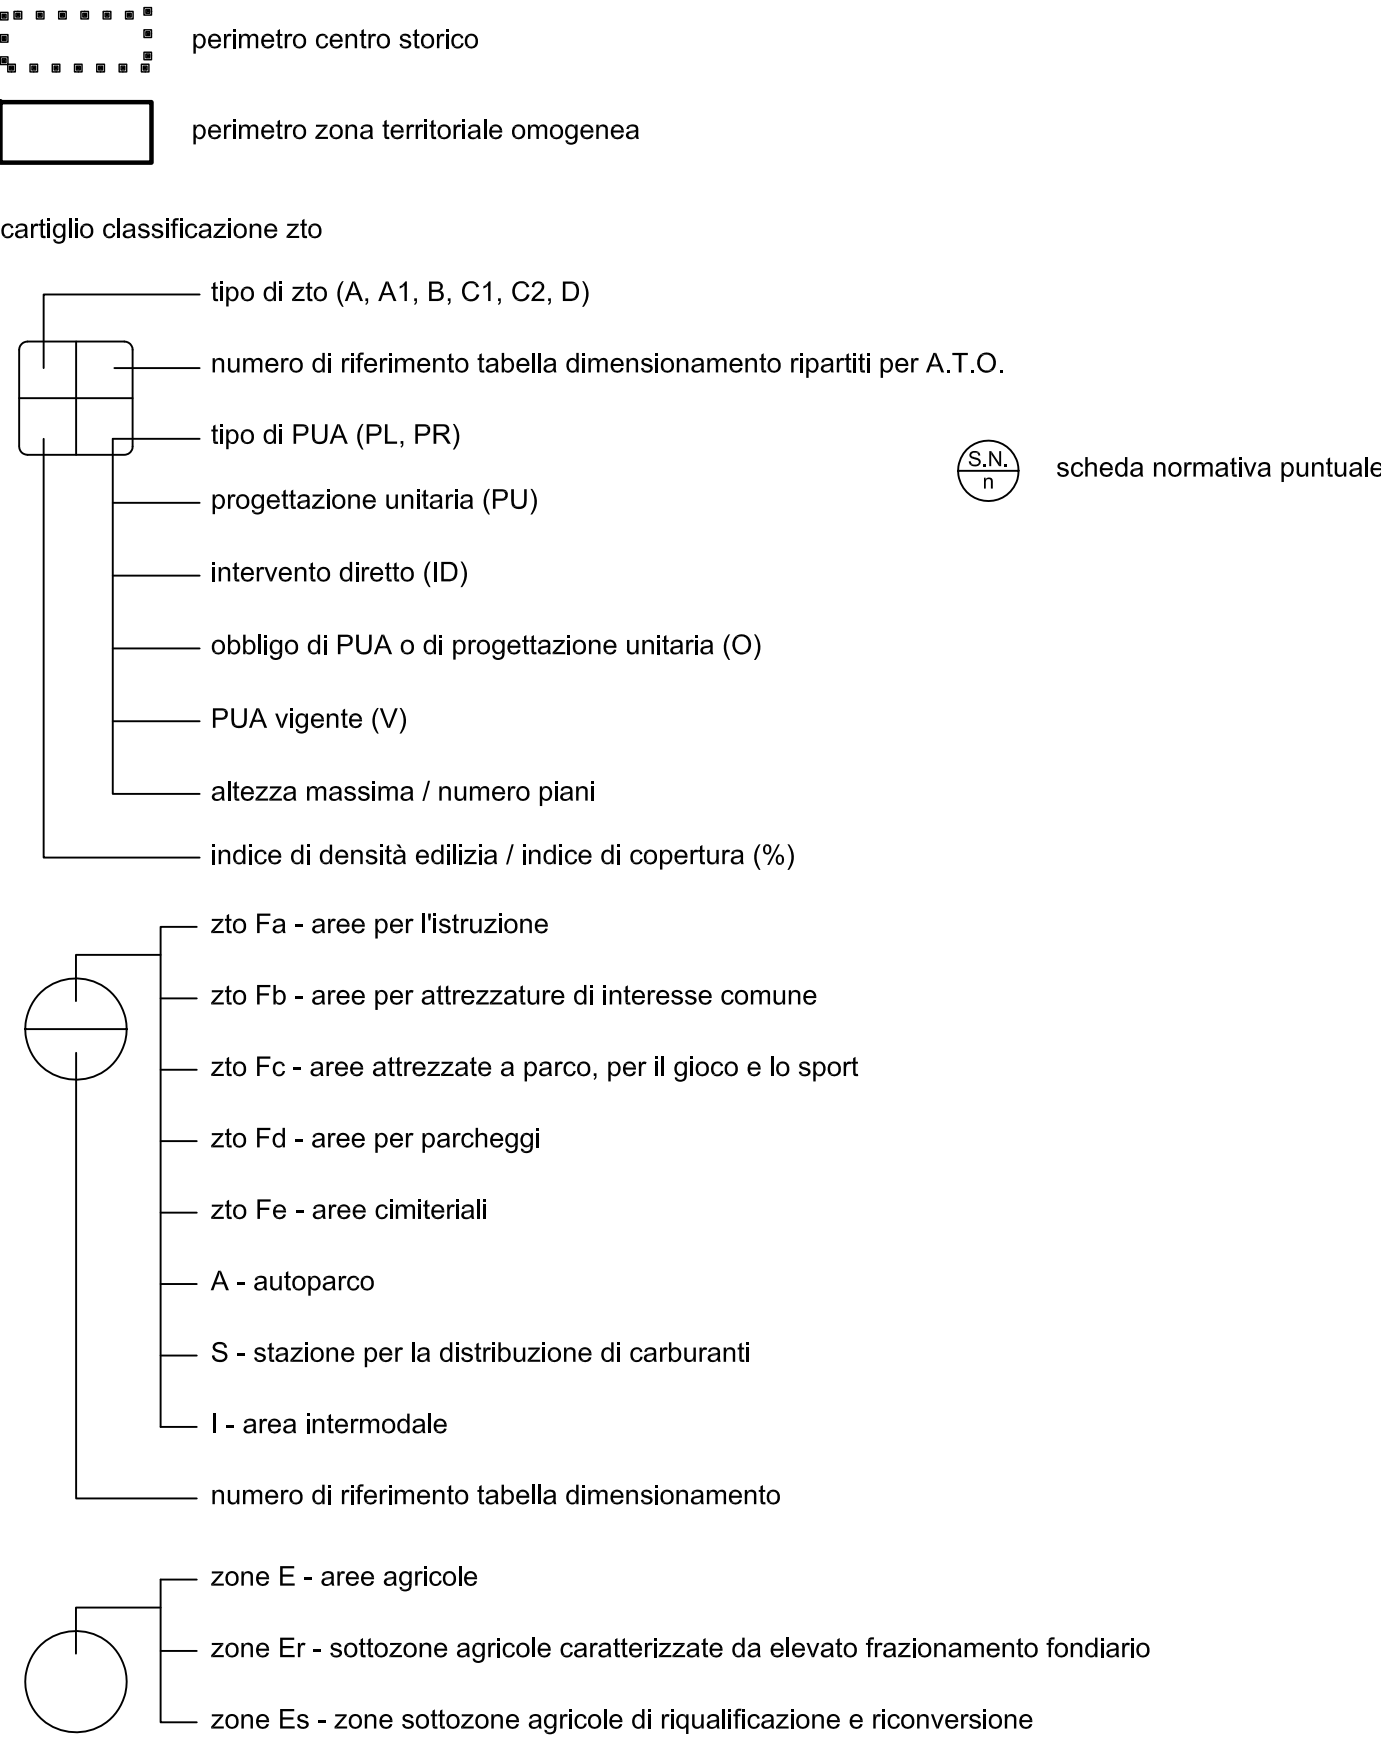 perimetro centro storico
perimetro zona territoriale omogenea
cartiglio classificazione zto
tipo di zto (A, A1, B, C1, C2, D)
numero di riferimento tabella dimensionamento ripartiti per A.T.O.
tipo di PUA (PL, PR)
S.N.
n
scheda normativa puntuale
progettazione unitaria (PU)
intervento diretto (ID)
obbligo di PUA o di progettazione unitaria (O)
PUA vigente (V)
altezza massima / numero piani
indice di densità edilizia / indice di copertura (%)
zto Fa - aree per l'istruzione
zto Fb - aree per attrezzature di interesse comune
zto Fc - aree attrezzate a parco, per il gioco e lo sport
zto Fd - aree per parcheggi
zto Fe - aree cimiteriali
A - autoparco
S - stazione per la distribuzione di carburanti
I - area intermodale
numero di riferimento tabella dimensionamento
zone E - aree agricole
zone Er - sottozone agricole caratterizzate da elevato frazionamento fondiario
zone Es - zone sottozone agricole di riqualificazione e riconversione